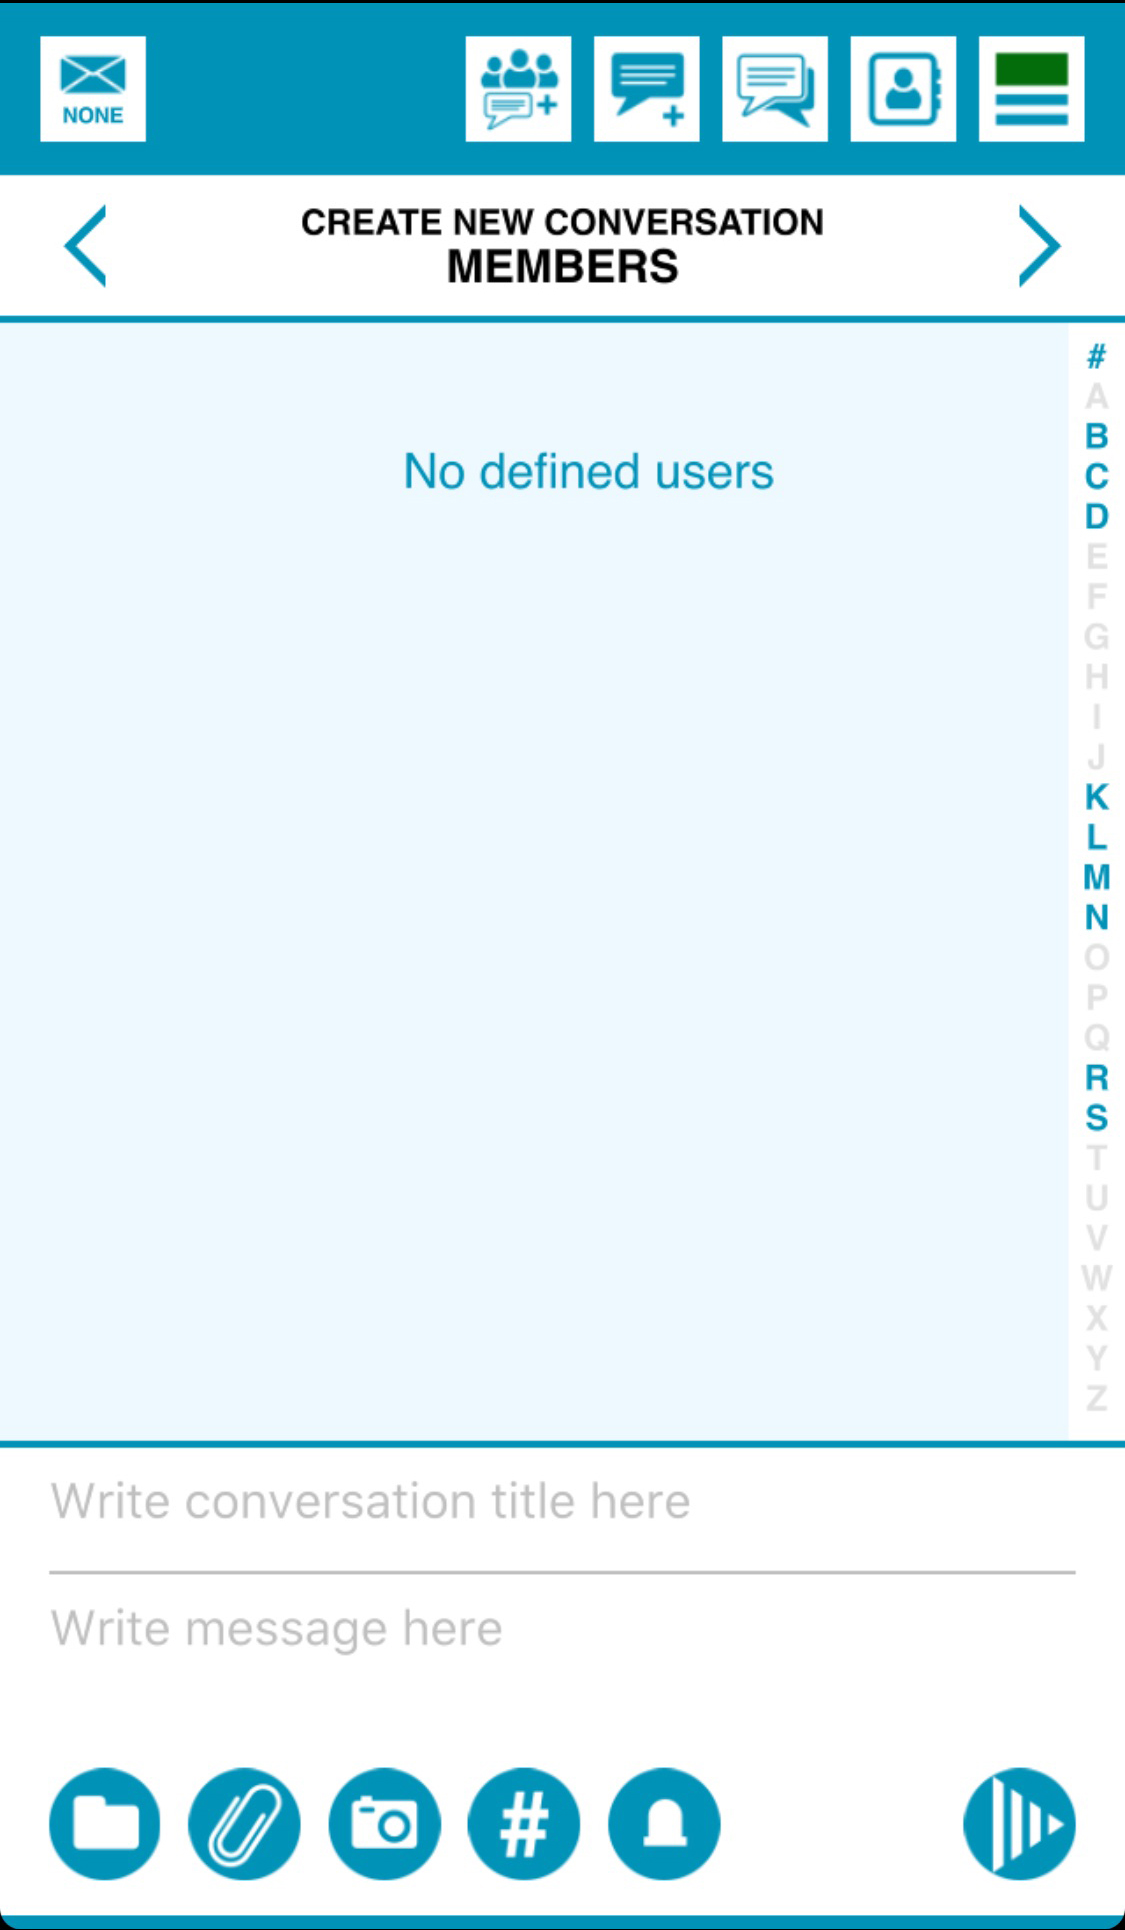 NONE
CREATE NEW CONVERSATION
MEMBERS
No defined users
#
A
B
C
D
E
F
G
H
I
J
K
L
M
N
O
P
Q
R
S
T
U
V
W
X
Y
Z
Write conversation title here
Write message here
#